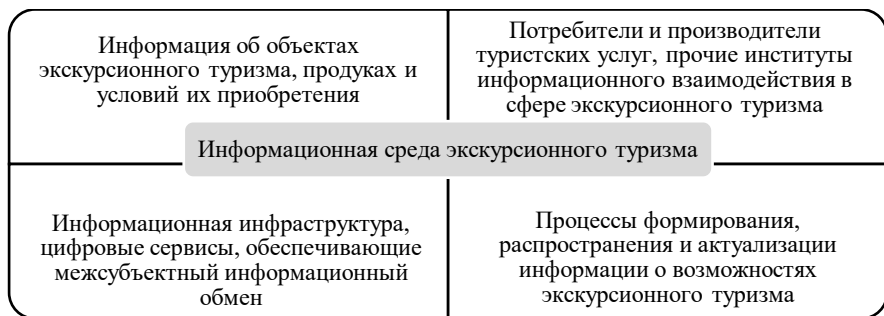 Информация об объектах
экскурсионного туризма, продуках и
условий их приобретения
Потребители и производители
туристских услуг, прочие институты
информационного взаимодействия в
сфере экскурсионного туризма
Информационная среда экскурсионного туризма
Информационная инфраструктура,
цифровые сервисы, обеспечивающие
межсубъектный информационный
обмен
Процессы формирования,
распространения и актуализации
информации о возможностях
экскурсионного туризма